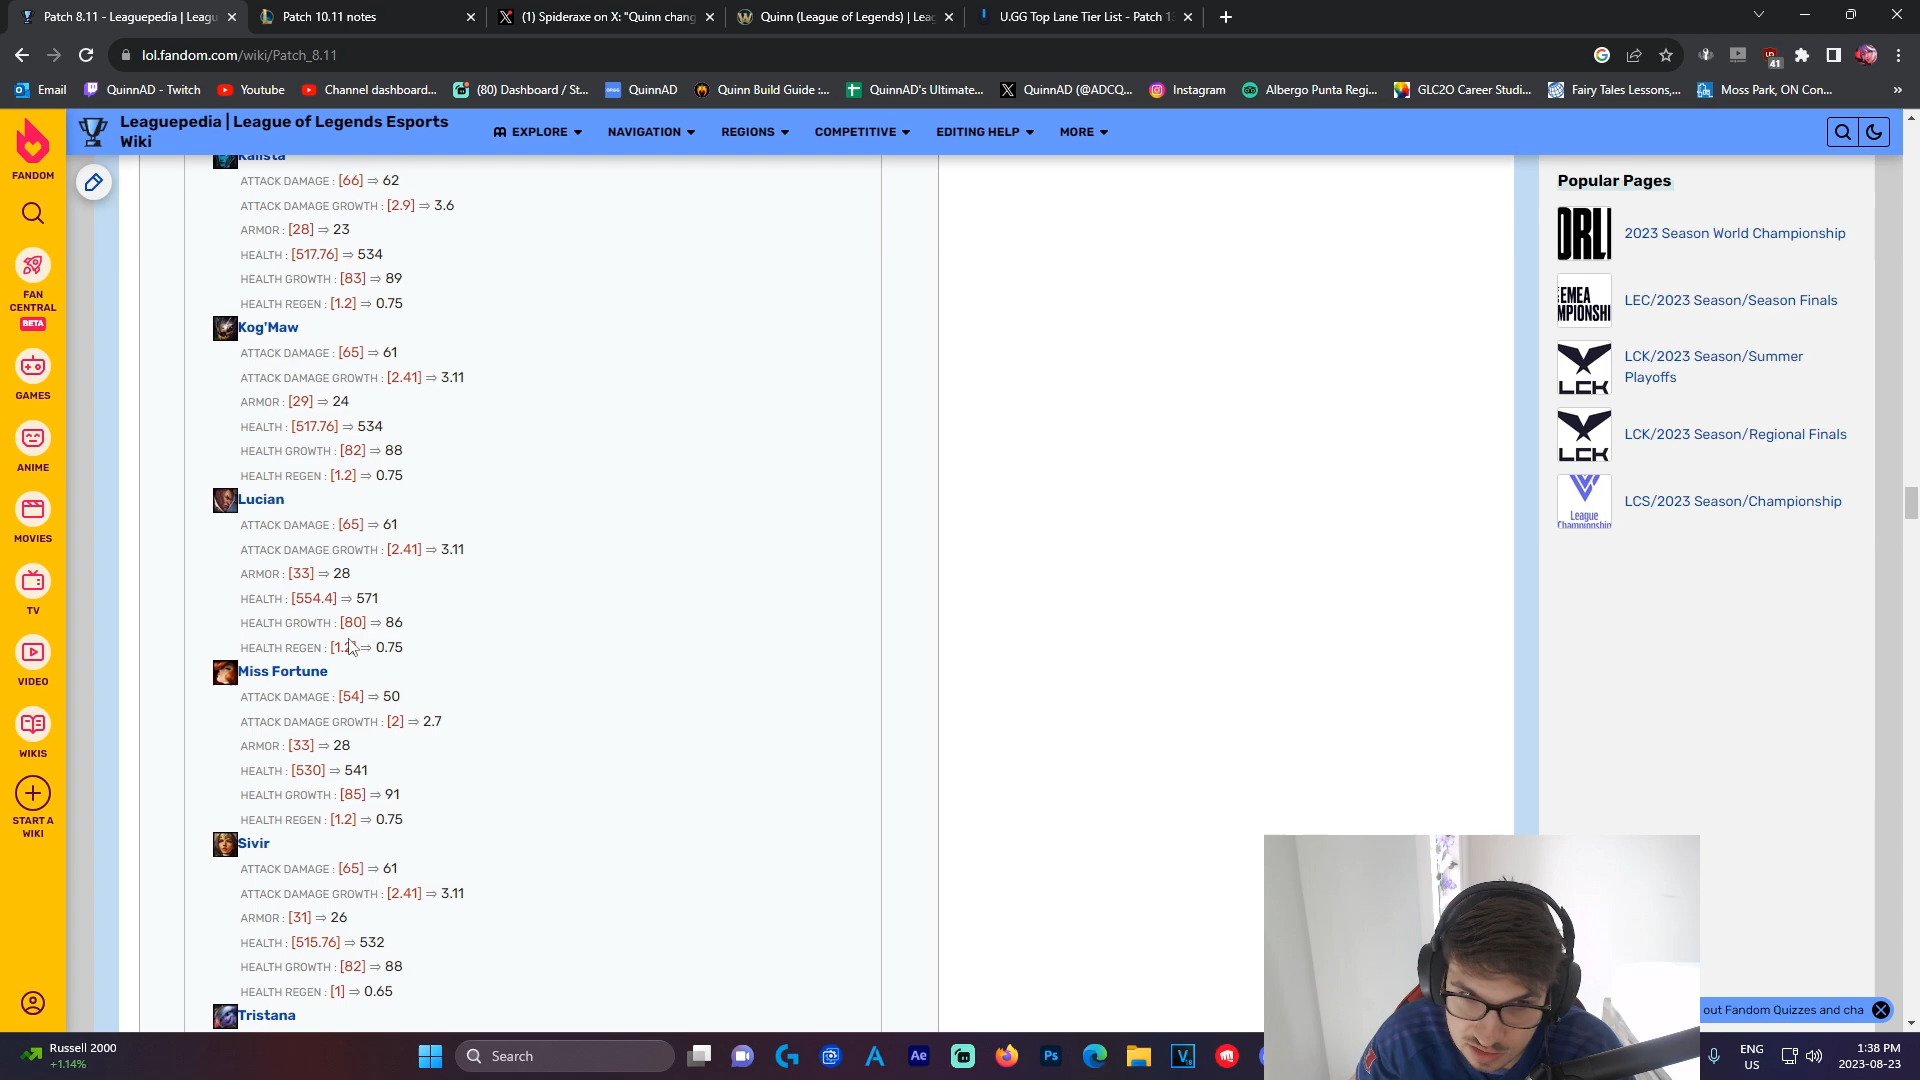 Patch 8.11 - Leaguepedia | Leagu
Patch 10.11 notes
(1) Spideraxe on X: "Quinn chang
Quinn (League of Legends) | Leag
U.GG Top Lane Tier List - Patch 1
lol.fandom.com/wiki/Patch_8.11
41
Email
QuinnAD - Twitch
Youtube
Channel dashboard...
(80) Dashboard / St...
QuinnAD
Quinn Build Guide :...
QuinnAD's Ultimate...
QuinnAD (@ADCQ...
Instagram
Albergo Punta Regi...
GLC2O Career Studi...
Fairy Tales Lessons,...
Moss Park, ON Con...
»
Leaguepedia | League of Legends Esports
Wiki
EXPLORE
NAVIGATION
REGIONS
COMPETITIVE
EDITING HELP
MORE
FANDOM
FAN
CENTRAL
BETA
GAMES
ANIME
MOVIES
TV
VIDEO
WIKIS
START A
WIKI
Kalista
ATTACK DAMAGE : [66] ⇒ 62
ATTACK DAMAGE GROWTH : [2.9] ⇒ 3.6
ARMOR : [28] ⇒ 23
HEALTH : [517.76] ⇒ 534
HEALTH GROWTH : [83] ⇒ 89
HEALTH REGEN : [1.2] ⇒ 0.75
Kog'Maw
ATTACK DAMAGE : [65] ⇒ 61
ATTACK DAMAGE GROWTH : [2.41] ⇒ 3.11
ARMOR : [29] ⇒ 24
HEALTH : [517.76] ⇒ 534
HEALTH GROWTH : [82] ⇒ 88
HEALTH REGEN : [1.2] ⇒ 0.75
Lucian
ATTACK DAMAGE : [65] ⇒ 61
ATTACK DAMAGE GROWTH : [2.41] ⇒ 3.11
ARMOR : [33] ⇒ 28
HEALTH : [554.4] ⇒ 571
HEALTH GROWTH : [80] ⇒ 86
HEALTH REGEN : [1.2] ⇒ 0.75
Miss Fortune
ATTACK DAMAGE : [54] ⇒ 50
ATTACK DAMAGE GROWTH : [2] ⇒ 2.7
ARMOR : [33] ⇒ 28
HEALTH : [530] ⇒ 541
HEALTH GROWTH : [85] ⇒ 91
HEALTH REGEN : [1.2] ⇒ 0.75
Sivir
ATTACK DAMAGE : [65] ⇒ 61
ATTACK DAMAGE GROWTH : [2.41] ⇒ 3.11
ARMOR : [31] ⇒ 26
HEALTH : [515.76] ⇒ 532
HEALTH GROWTH : [82] ⇒ 88
HEALTH REGEN : [1] ⇒ 0.65
Tristana
Popular Pages
2023 Season World Championship
LEC/2023 Season/Season Finals
EMEA
LCK/2023 Season/Summer
Playoffs
LCK
LCK/2023 Season/Regional Finals
LCK
LCS/2023 Season/Championship
League
Championship
out Fandom Quizzes and cha
Russell 2000
+1.14%
Search
Ae
Ps
ENG
US
1:38 PM
2023-08-23